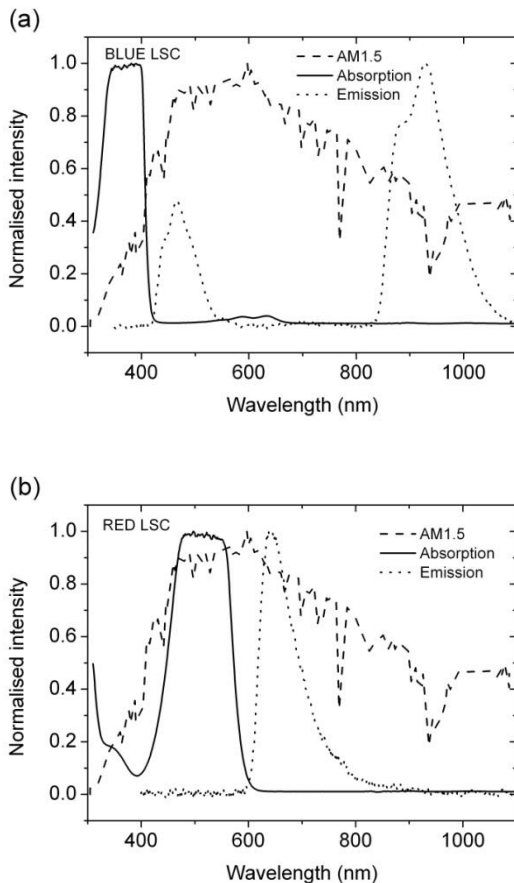 (a)
BLUE LSC
AM1.5
Absorption
Emission
Normalised intensity
1.0
0.8
0.6
0.4
0.2
0.0
400 600 800 1000
Wavelength (nm)
(b)
RED LSC
AM1.5
Absorption
Emission
Normalised intensity
1.0
0.8
0.6
0.4
0.2
0.0
400 600 800 1000
Wavelength (nm)